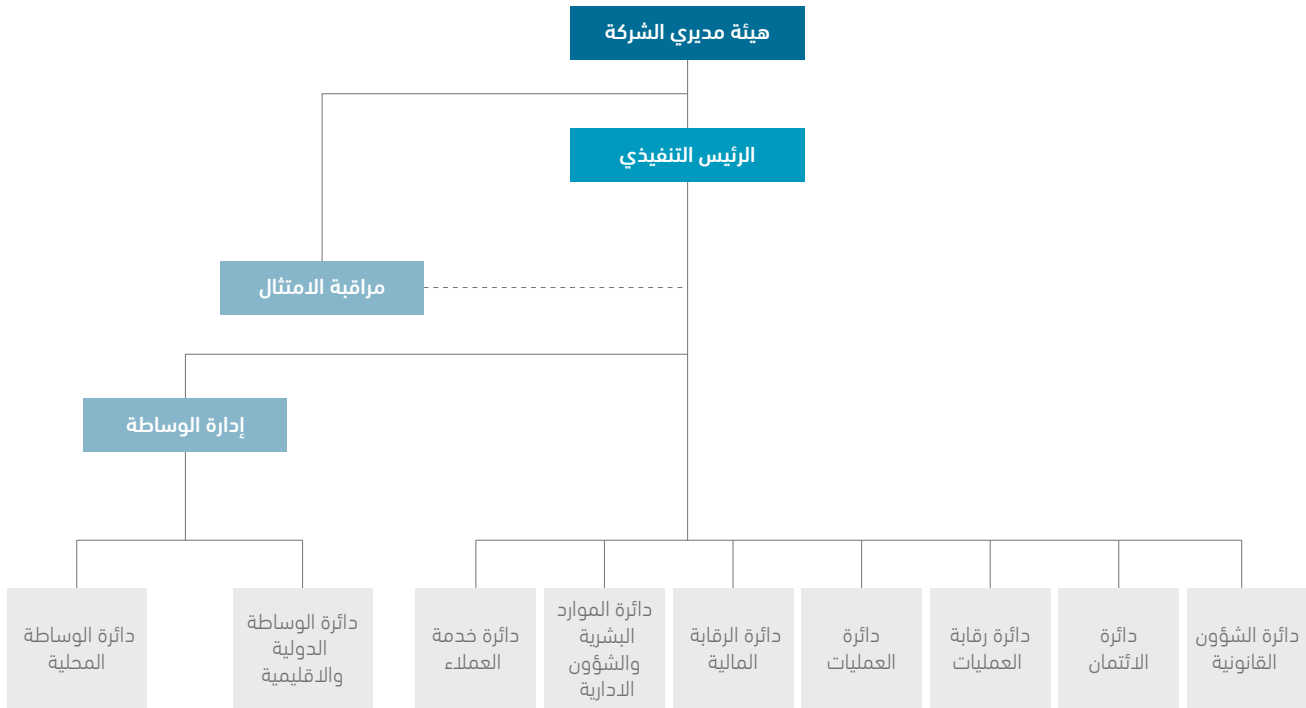 هيئة مديري الشركة
الرئيس التنفيذي
مراقبة الامتثال
إدارة الوساطة
دائرة الشؤون
القانونية
دائرة
الائتمان
دائرة رقابة
العمليات
دائرة
العمليات
دائرة الرقابة
المالية
دائرة الموارد
البشرية
والشؤون
الادارية
دائرة خدمة
العملاء
دائرة الوساطة
الدولية
والاقليمية
دائرة الوساطة
المحلية